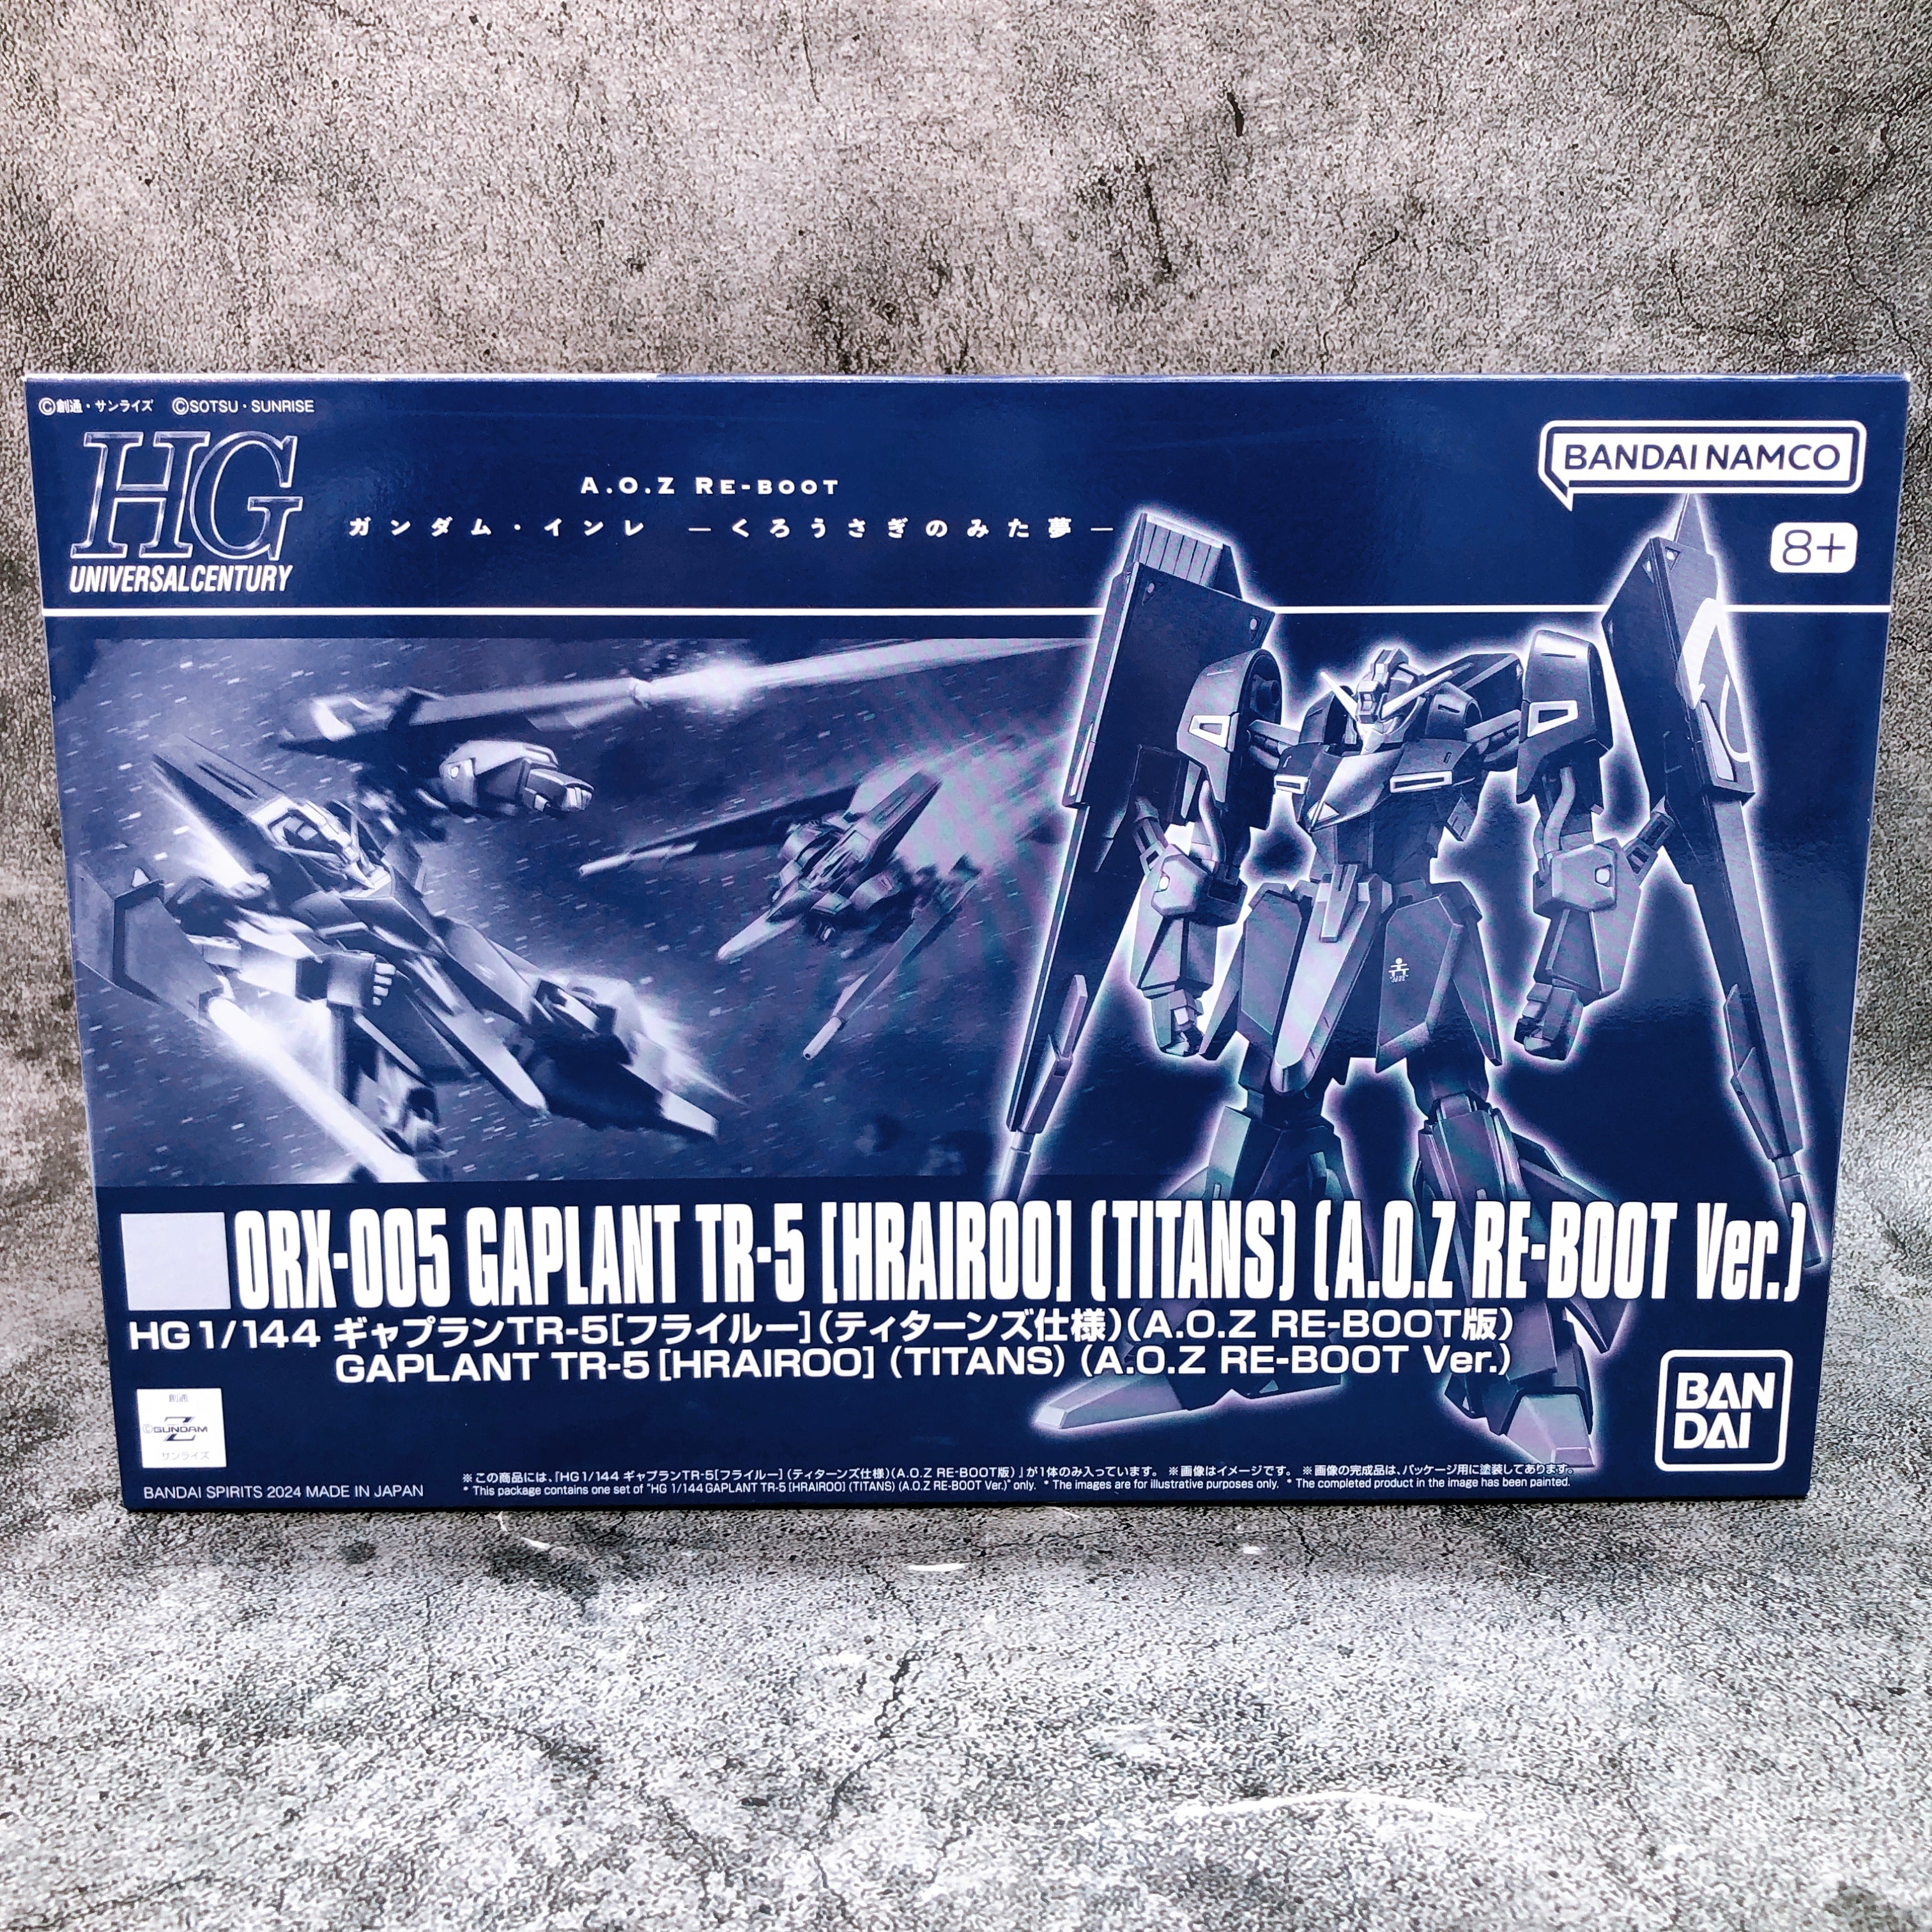 ©創通・サンライズ ©SOTSU・SUNRISE
HG
UNIVERSAL CENTURY
A.O.Z RE-BOOT
ガンダム・インレ ―くろうさぎのみた夢―
BANDAI NAMCO
8+
ORX-005 GAPLANT TR-5 [HRAIROO] (TITANS) (A.O.Z RE-BOOT Ver.)
HG 1/144 ギャプランTR-5[フライルー](ティターンズ仕様)(A.O.Z RE-BOOT版)
GAPLANT TR-5 [HRAIROO] (TITANS) (A.O.Z RE-BOOT Ver.)
創通
©GUNDAM Z
サンライズ
BAN
DAI
※この商品には、「HG 1/144 ギャプランTR-5[フライルー](ティターンズ仕様)(A.O.Z RE-BOOT版)」が1体のみ入っています。 ※画像はイメージです。 ※画像の完成品は、パッケージ用に塗装してあります。
BANDAI SPIRITS 2024 MADE IN JAPAN
* This package contains one set of "HG 1/144 GAPLANT TR-5 [HRAIROO] (TITANS) (A.O.Z RE-BOOT Ver.)" only. * The images are for illustrative purposes only. * The completed product in the image has been painted.